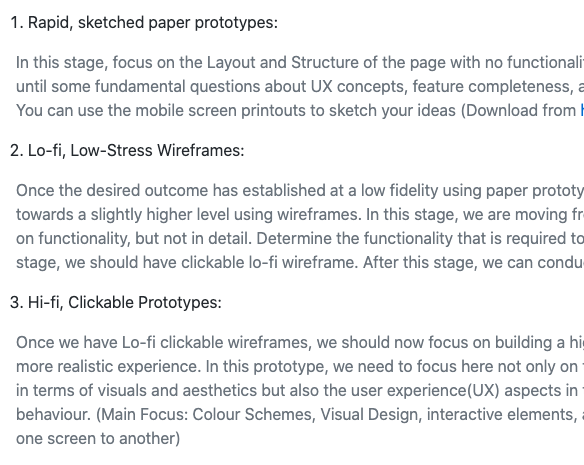 1. Rapid, sketched paper prototypes:
In this stage, focus on the Layout and Structure of the page with no functionali
until some fundamental questions about UX concepts, feature completeness, a
You can use the mobile screen printouts to sketch your ideas (Download from h
2. Lo-fi, Low-Stress Wireframes:
Once the desired outcome has established at a low fidelity using paper prototy
towards a slightly higher level using wireframes. In this stage, we are moving fr
on functionality, but not in detail. Determine the functionality that is required to
stage, we should have clickable lo-fi wireframe. After this stage, we can condu
3. Hi-fi, Clickable Prototypes:
Once we have Lo-fi clickable wireframes, we should now focus on building a hi
more realistic experience. In this prototype, we need to focus here not only on
in terms of visuals and aesthetics but also the user experience(UX) aspects in
behaviour. (Main Focus: Colour Schemes, Visual Design, interactive elements,
one screen to another)